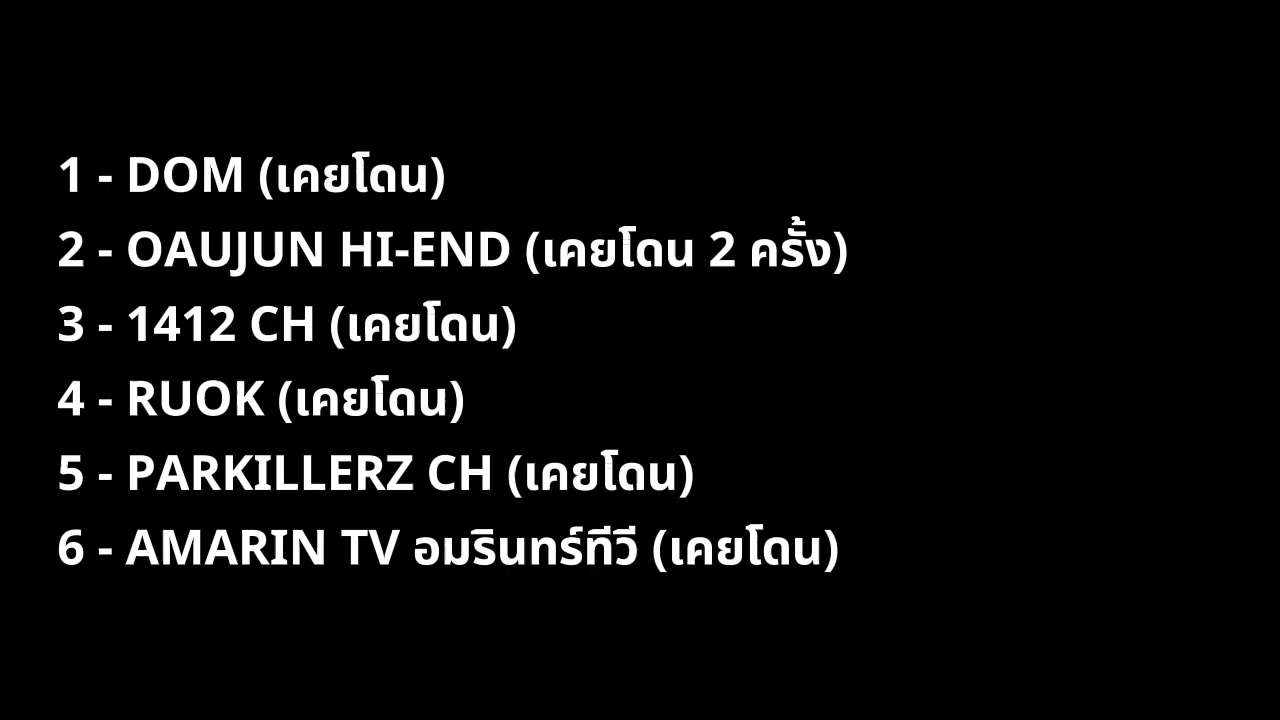 1 - DOM (เคยโดน)
2 - OAUJUN HI-END (เคยโดน 2 ครั้ง)
3 - 1412 CH (เคยโดน)
4 - RUOK (เคยโดน)
5 - PARKILLERZ CH (เคยโดน)
6 - AMARIN TV อมรินทร์ทีวี (เคยโดน)